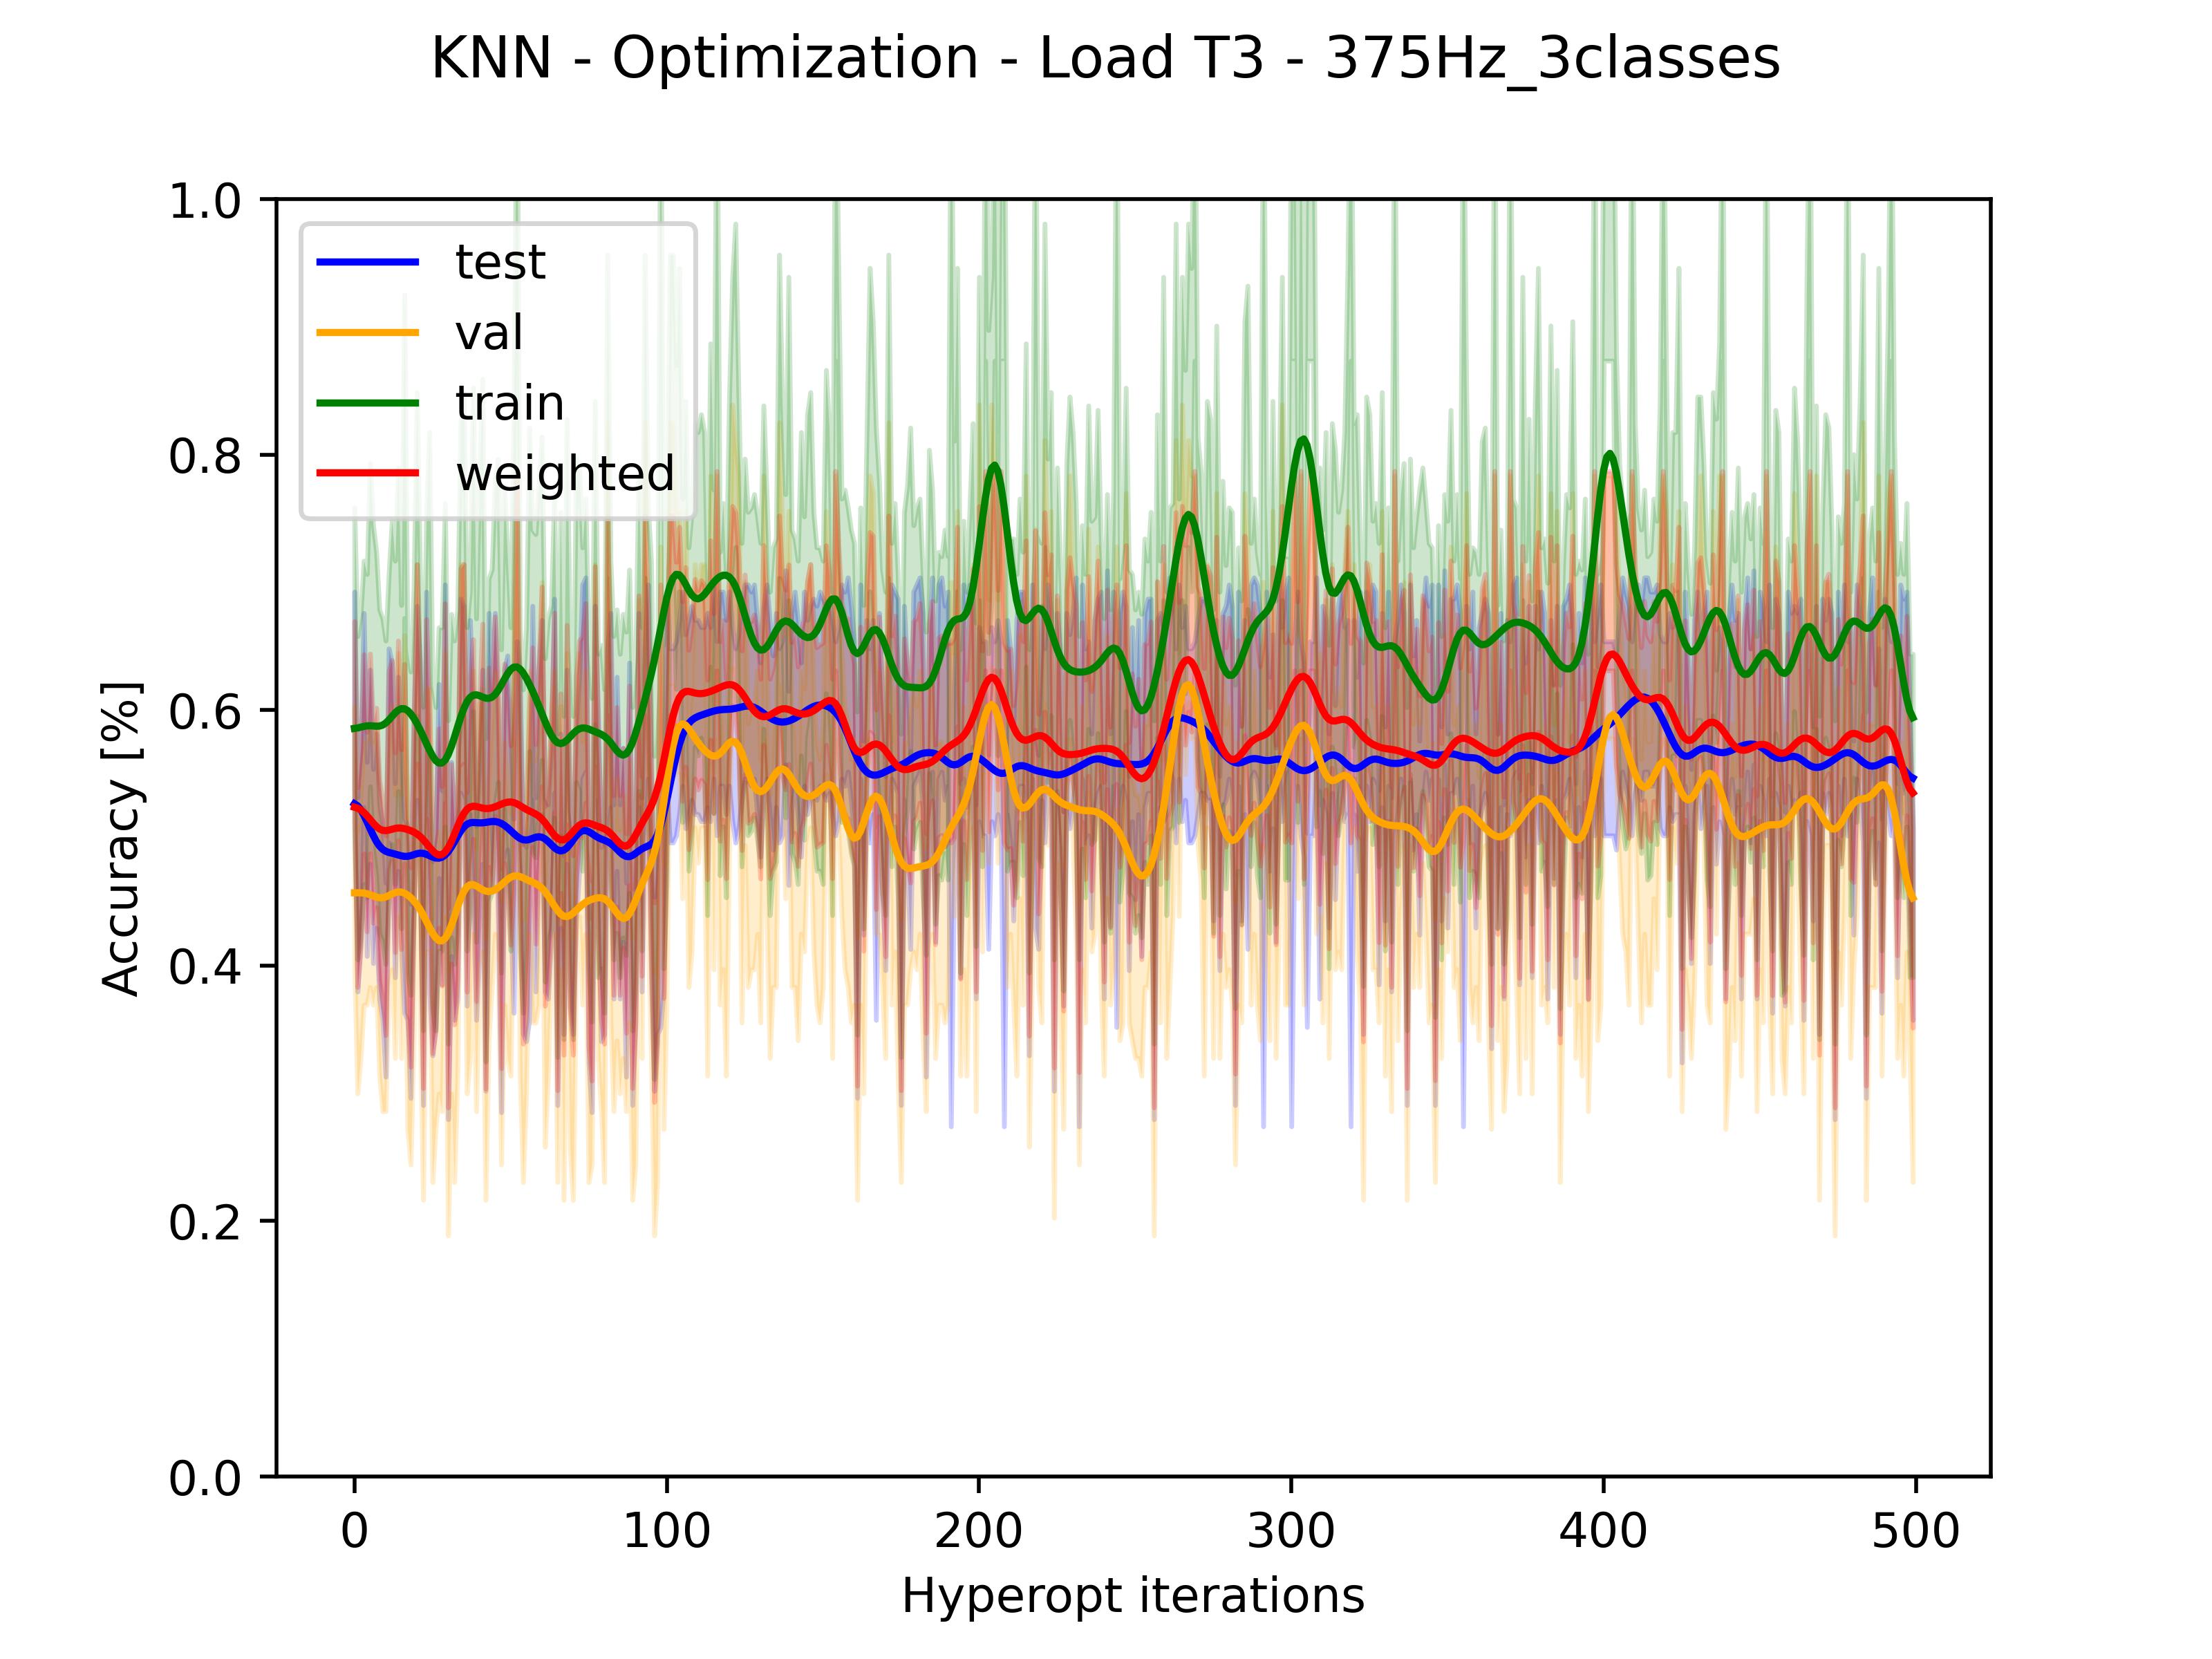 KNN - Optimization - Load T3 - 375Hz_3classes
1.0
0.8
0.6
0.4
0.2
0.0
Accuracy [%]
test
val
train
weighted
0 100 200 300 400 500
Hyperopt iterations